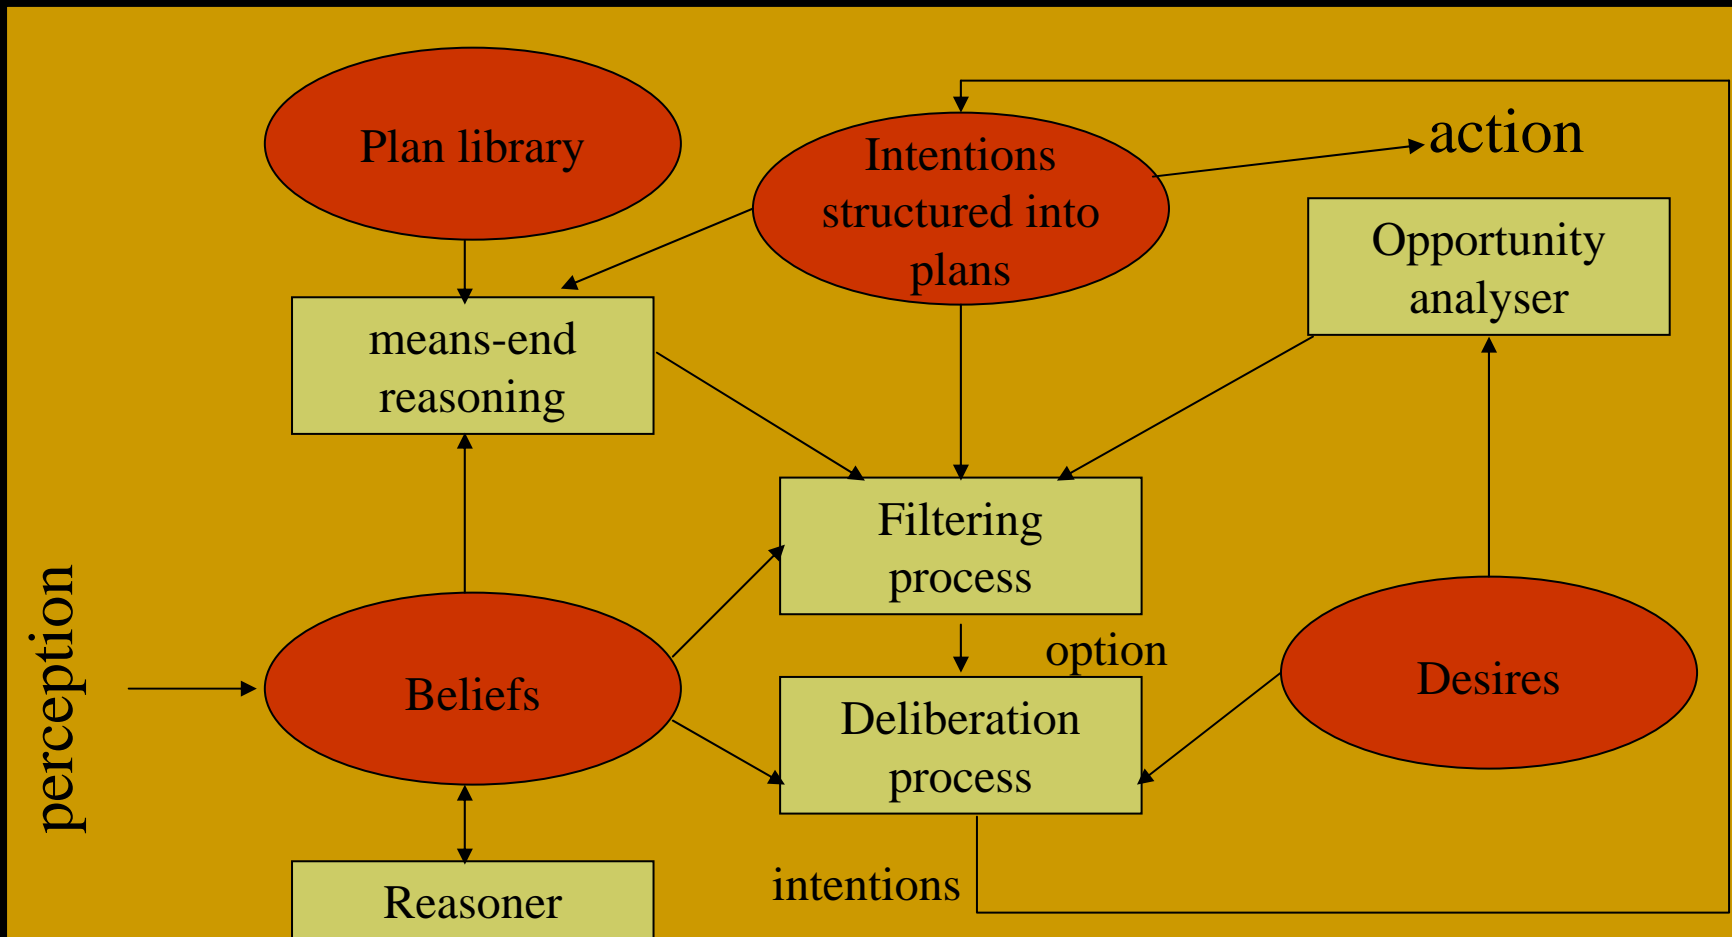 Plan library
Intentions
structured into
plans
action
Opportunity
analyser
means-end
reasoning
Filtering
process
perception
option
Beliefs
Desires
Deliberation
process
intentions
Reasoner